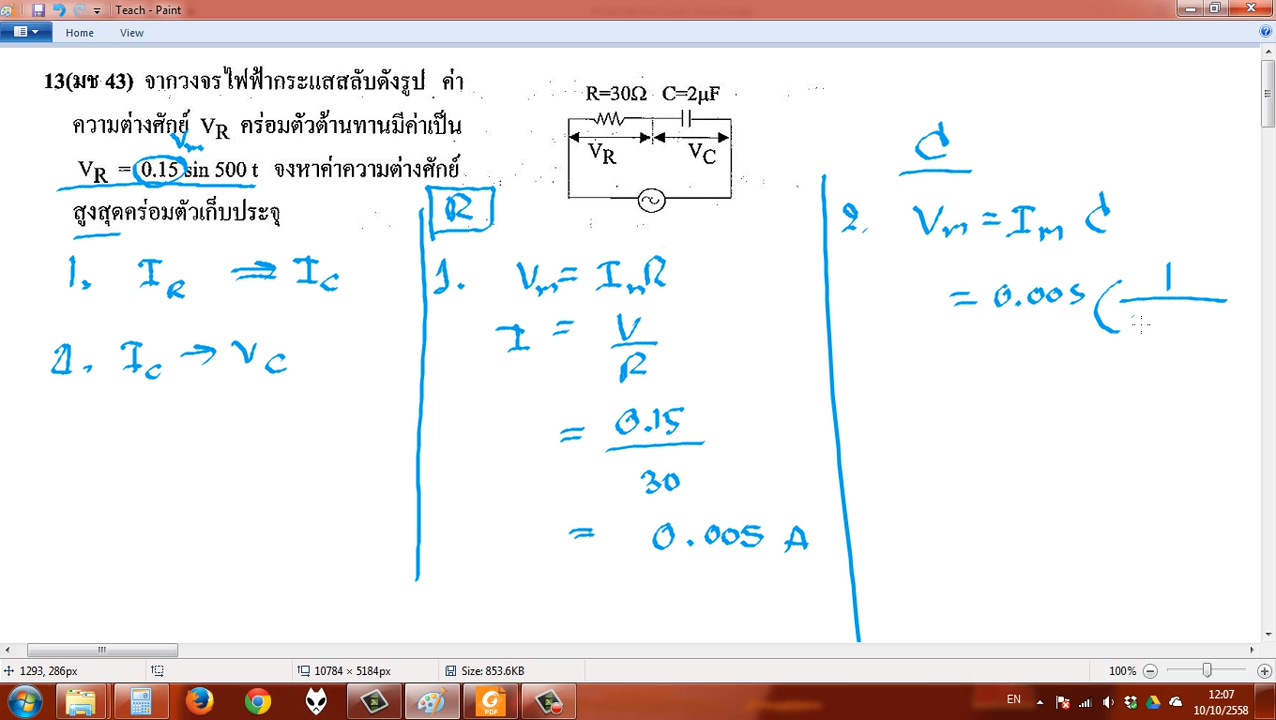 Teach - Paint
Home View
13(มช 43) จากวงจรไฟฟ้ากระแสสลับดังรูป ค่า
ความต่างศักย์ VR คร่อมตัวต้านทานมีค่าเป็น
Vm
VR = 0.15 sin 500 t จงหาค่าความต่างศักย์
สูงสุดคร่อมตัวเก็บประจุ
R=30Ω C=2μF
VR VC
1. IR ⇒ IC
2. IC → VC
R
1. Vm = Im R
I = V/R
= 0.15/30
= 0.005 A
C
2. Vm = Im C
= 0.005 ( 1
1293, 286px
10784 × 5184px
Size: 853.6KB
100%
PDF
EN
12:07
10/10/2558